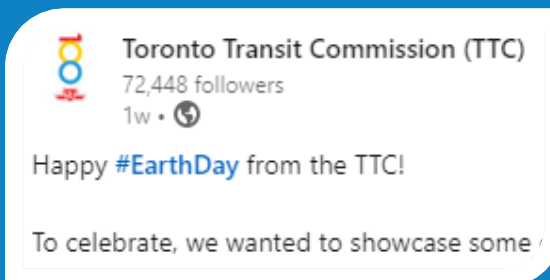 100
Toronto Transit Commission (TTC)
72,448 followers
1w •
Happy #EarthDay from the TTC!
To celebrate, we wanted to showcase some